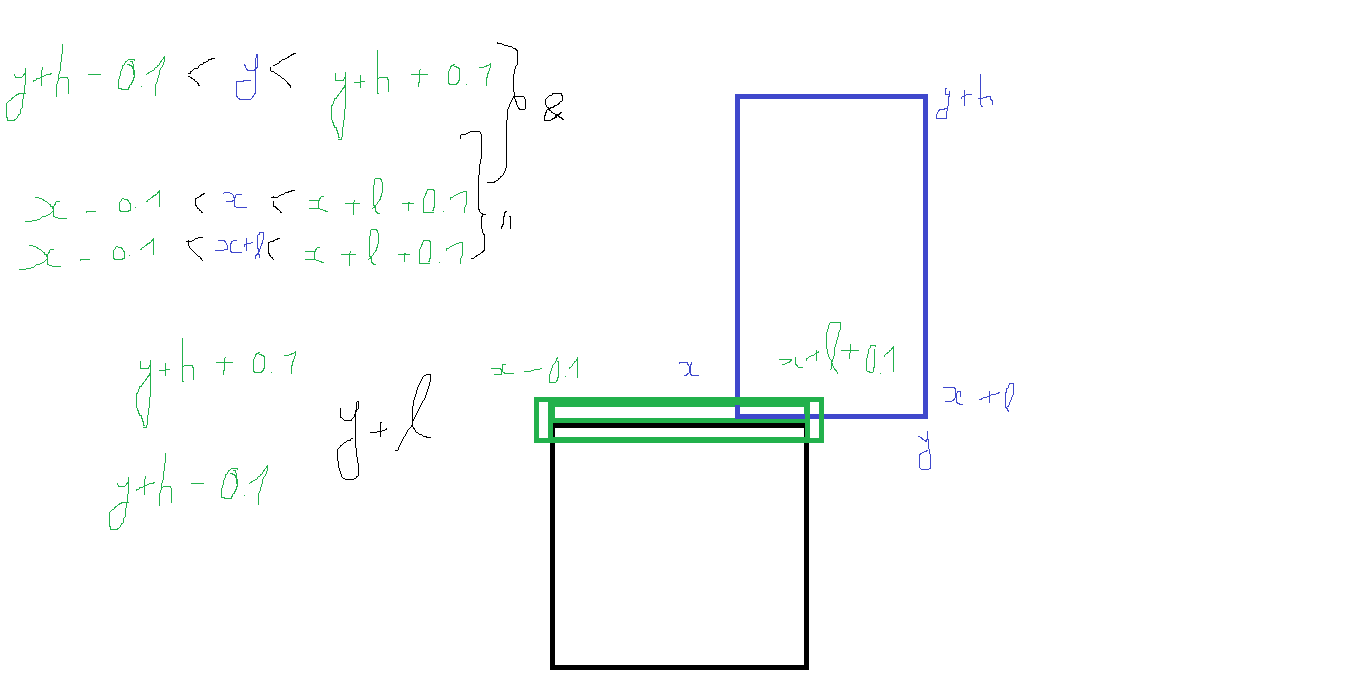 y+h - 0.1 < y < y+h + 0.1
&
x - 0.1 < x < x + l + 0.1
x - 0.1 < x+l < x + l + 0.1
y+h
y+h + 0.1
x - 0.1
x
x+l+0.1
x + l
y + l
y
y+h - 0.1